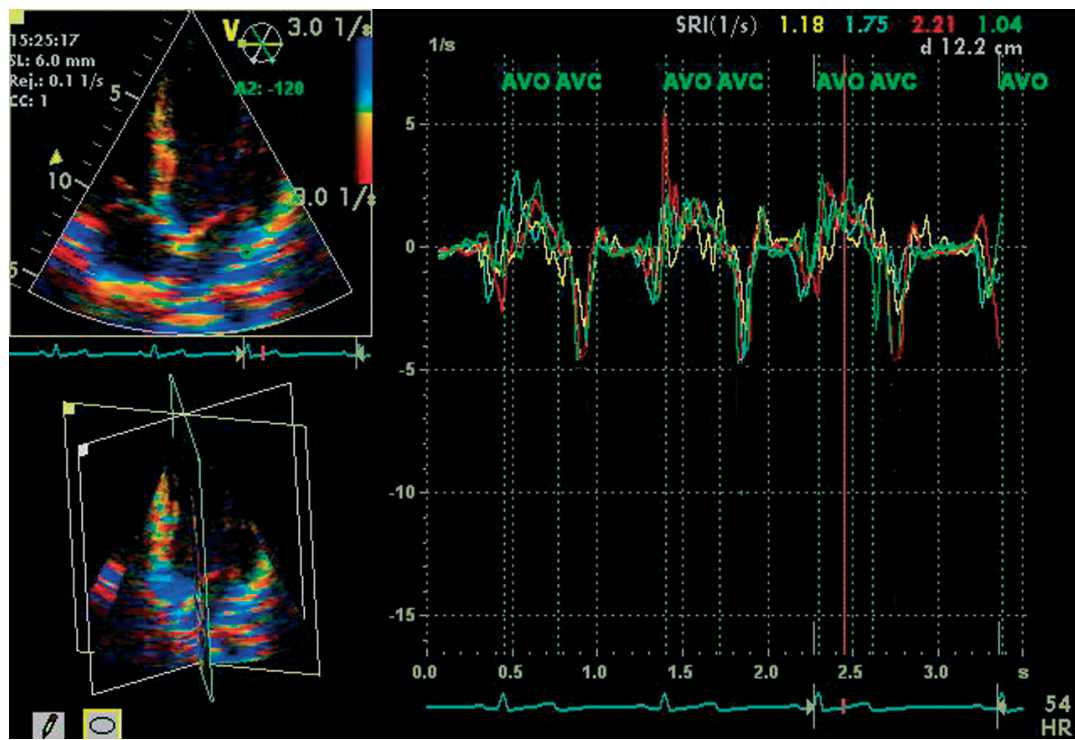 15:25:17
SL: 6.0 mm
Rej.: 0.1 1/s
CC: 1
V
3.0 1/s
A2: -120
5
10
3.0 1/s
5
SRI(1/s) 1.18 1.75 2.21 1.04
d 12.2 cm
1/s
AVO AVC AVO AVC AVO AVC AVO
5
0
-5
-10
-15
0.0 0.5 1.0 1.5 2.0 2.5 3.0 s
54
HR